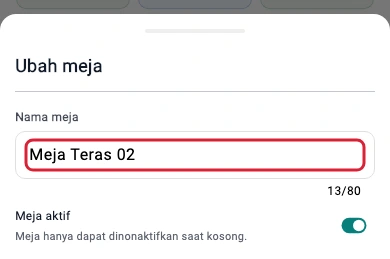 Ubah meja
Nama meja
Meja Teras 02
13/80
Meja aktif
Meja hanya dapat dinonaktifkan saat kosong.